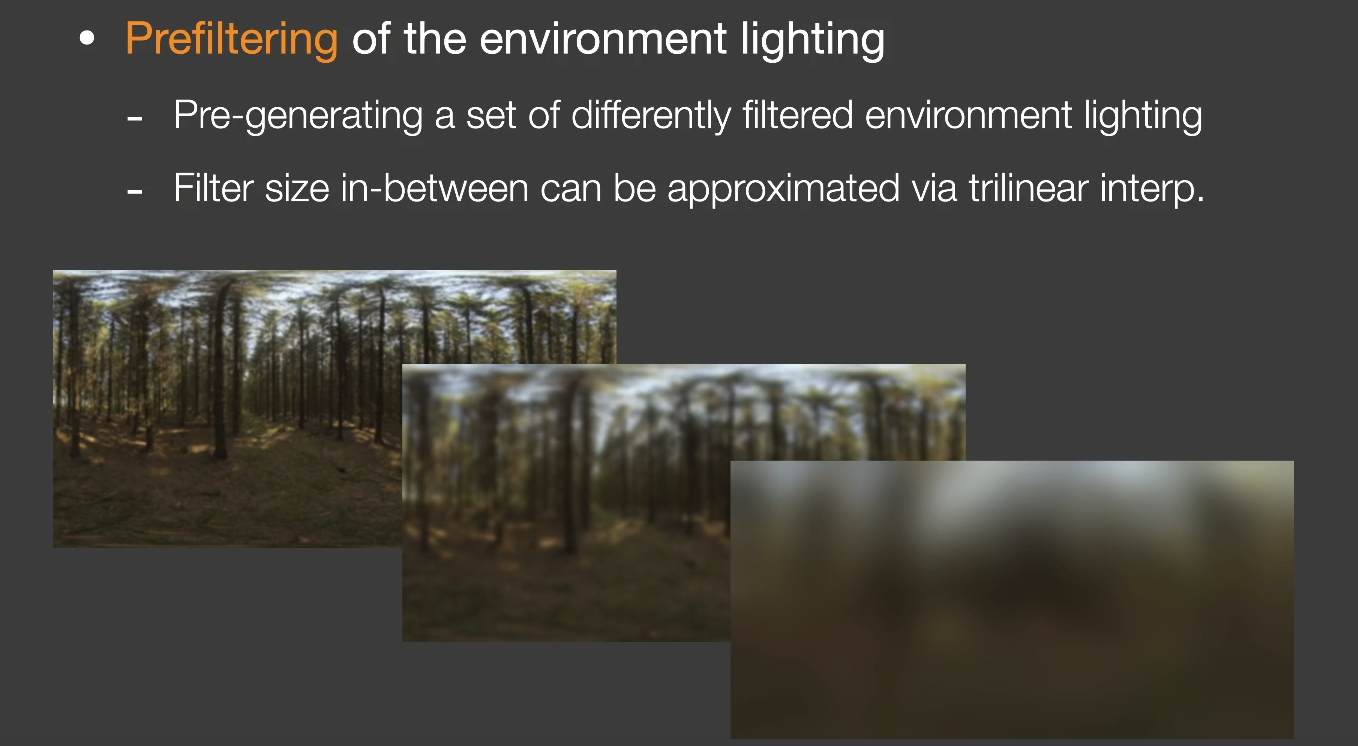 • Prefiltering of the environment lighting
- Pre-generating a set of differently filtered environment lighting
- Filter size in-between can be approximated via trilinear interp.